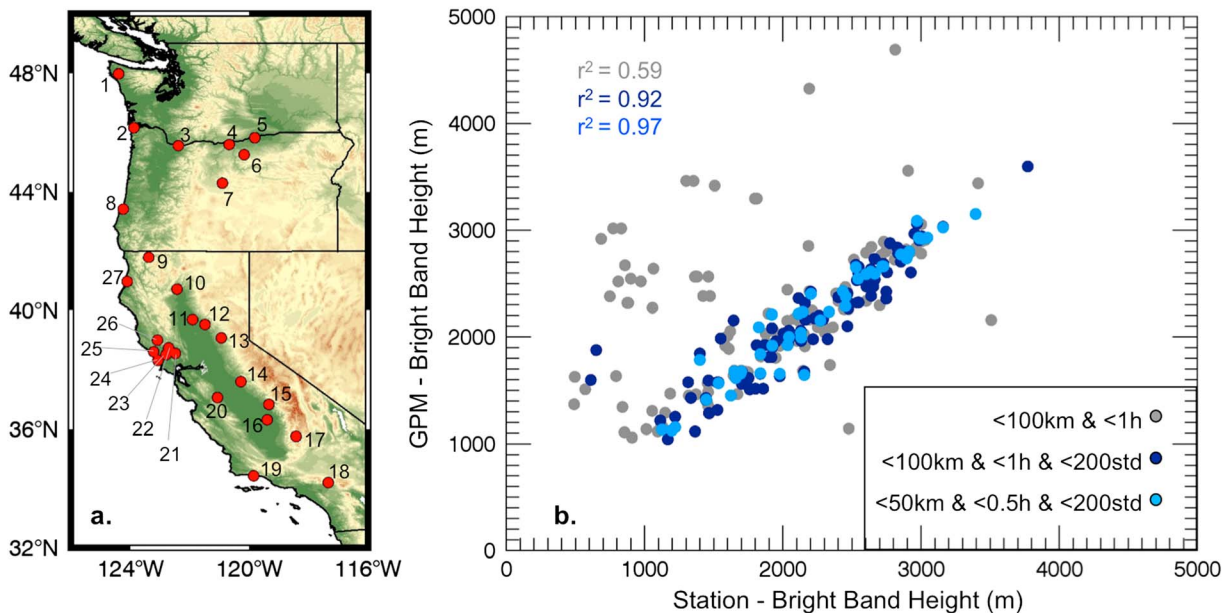 48°N
44°N
40°N
36°N
32°N
124°W 120°W 116°W
1
2
3
4
5
6
7
8
9
27
10
11
12
13
26
25
24
23
22
21
14
15
20
16
17
19
18
a.
GPM - Bright Band Height (m)
5000
4000
3000
2000
1000
0
r² = 0.59
r² = 0.92
r² = 0.97
<100km & <1h
<100km & <1h & <200std
<50km & <0.5h & <200std
b.
0 1000 2000 3000 4000 5000
Station - Bright Band Height (m)